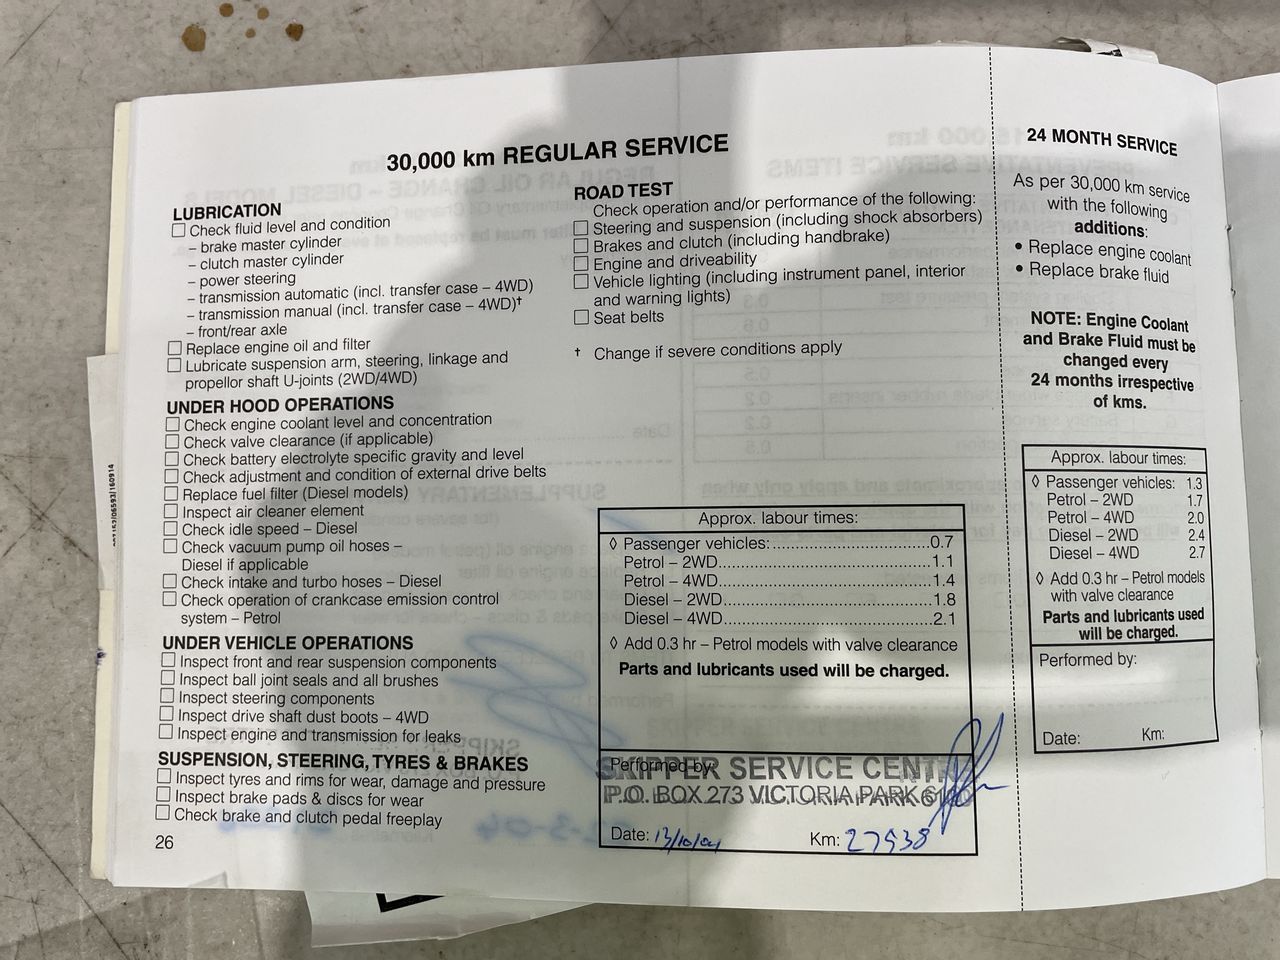 30,000 km REGULAR SERVICE
LUBRICATION
Check fluid level and condition
– brake master cylinder
– clutch master cylinder
– power steering
– transmission automatic (incl. transfer case – 4WD)
– transmission manual (incl. transfer case – 4WD)†
– front/rear axle
Replace engine oil and filter
Lubricate suspension arm, steering, linkage and
propellor shaft U-joints (2WD/4WD)
UNDER HOOD OPERATIONS
Check engine coolant level and concentration
Check valve clearance (if applicable)
Check battery electrolyte specific gravity and level
Check adjustment and condition of external drive belts
Replace fuel filter (Diesel models)
Inspect air cleaner element
Check idle speed – Diesel
Check vacuum pump oil hoses –
Diesel if applicable
Check intake and turbo hoses – Diesel
Check operation of crankcase emission control
system – Petrol
UNDER VEHICLE OPERATIONS
Inspect front and rear suspension components
Inspect ball joint seals and all brushes
Inspect steering components
Inspect drive shaft dust boots – 4WD
Inspect engine and transmission for leaks
SUSPENSION, STEERING, TYRES & BRAKES
Inspect tyres and rims for wear, damage and pressure
Inspect brake pads & discs for wear
Check brake and clutch pedal freeplay
26
ROAD TEST
Check operation and/or performance of the following:
Steering and suspension (including shock absorbers)
Brakes and clutch (including handbrake)
Engine and driveability
Vehicle lighting (including instrument panel, interior
and warning lights)
Seat belts
† Change if severe conditions apply
Approx. labour times:
◊ Passenger vehicles:...............................0.7
Petrol – 2WD...............................1.1
Petrol – 4WD...............................1.4
Diesel – 2WD...............................1.8
Diesel – 4WD...............................2.1
◊ Add 0.3 hr – Petrol models with valve clearance
Parts and lubricants used will be charged.
Performed by:
SKIPPER SERVICE CENTRE
P.O. BOX 273 VICTORIA PARK 6100
Date: 13/10/04 Km: 27938
24 MONTH SERVICE
As per 30,000 km service
with the following
additions:
• Replace engine coolant
• Replace brake fluid
NOTE: Engine Coolant
and Brake Fluid must be
changed every
24 months irrespective
of kms.
Approx. labour times:
◊ Passenger vehicles: 1.3
Petrol – 2WD 1.7
Petrol – 4WD 2.0
Diesel – 2WD 2.4
Diesel – 4WD 2.7
◊ Add 0.3 hr – Petrol models
with valve clearance
Parts and lubricants used
will be charged.
Performed by:
Date: Km: